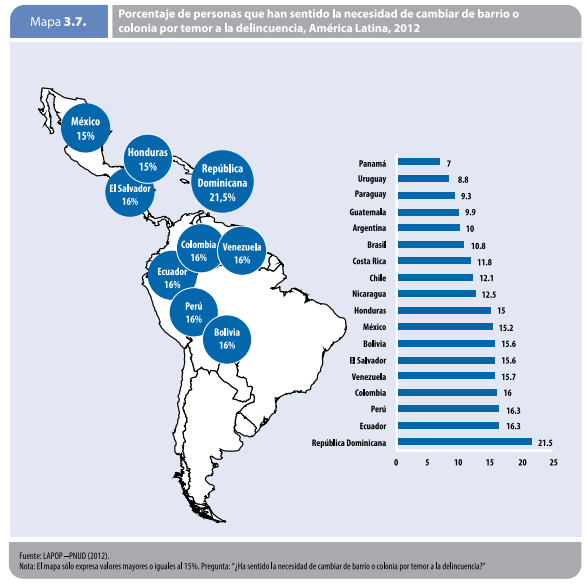 Mapa 3.7.
Porcentaje de personas que han sentido la necesidad de cambiar de barrio o
colonia por temor a la delincuencia, América Latina, 2012
México
15%
Honduras
15%
El Salvador
16%
República
Dominicana
21,5%
Colombia
16%
Venezuela
16%
Ecuador
16%
Perú
16%
Bolivia
16%
Panamá 7
Uruguay 8.8
Paraguay 9.3
Guatemala 9.9
Argentina 10
Brasil 10.8
Costa Rica 11.8
Chile 12.1
Nicaragua 12.5
Honduras 15
México 15.2
Bolivia 15.6
El Salvador 15.6
Venezuela 15.7
Colombia 16
Perú 16.3
Ecuador 16.3
República Dominicana 21.5
0 5 10 15 15 20 25
Fuente: LAPOP –PNUD (2012).
Nota: El mapa sólo expresa valores mayores o iguales al 15%. Pregunta: "¿Ha sentido la necesidad de cambiar de barrio o colonia por temor a la delincuencia?"